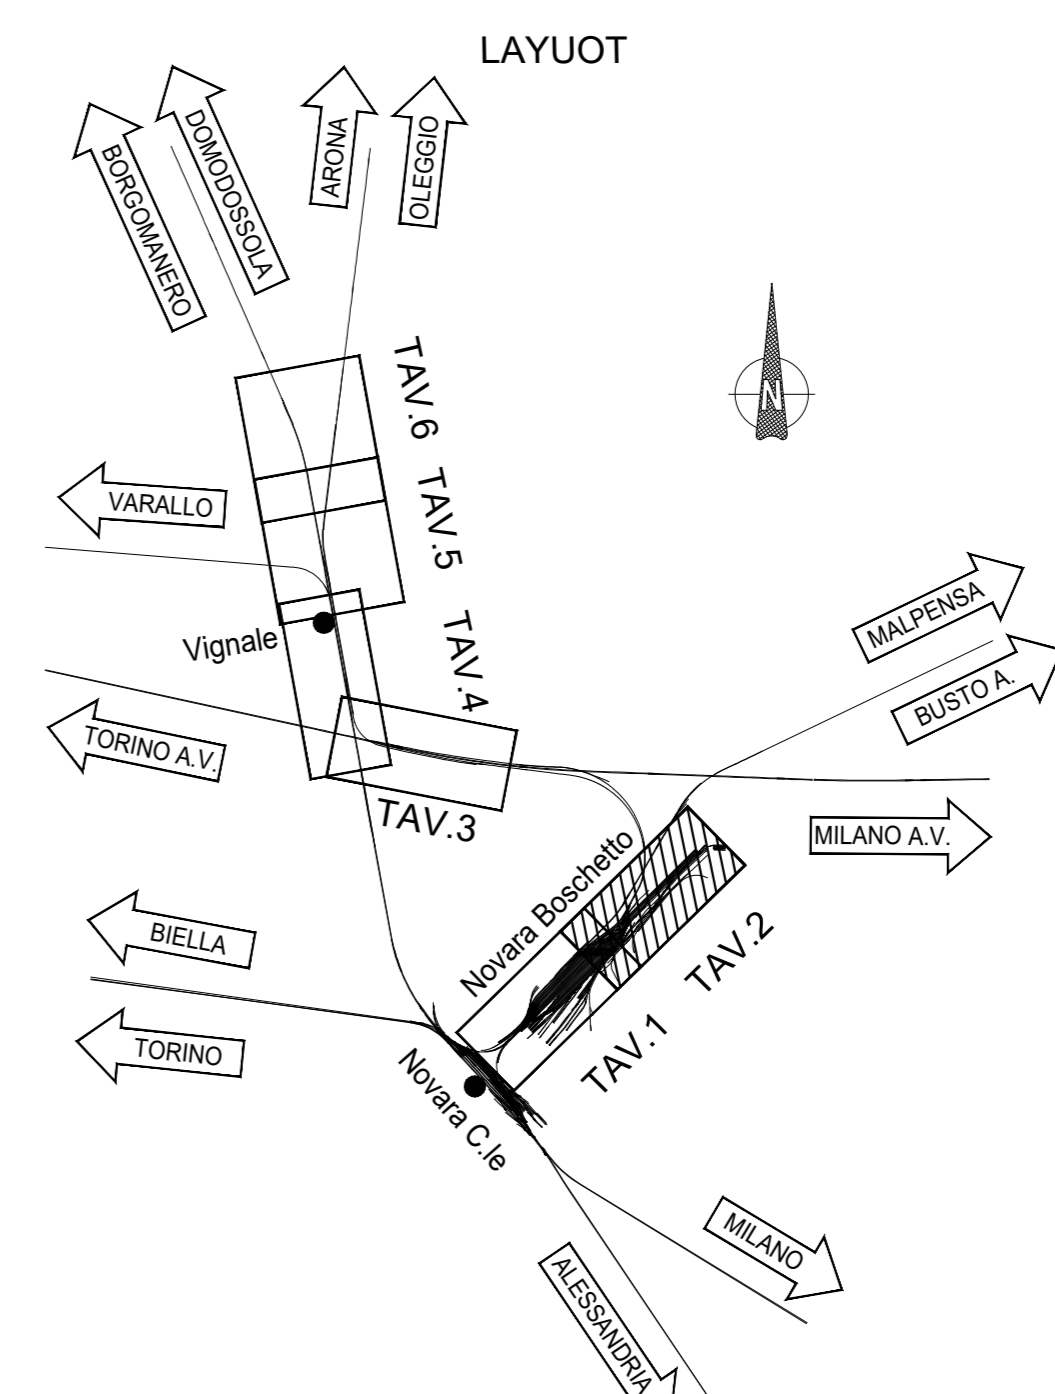 LAYUOT
BORGOMANERO
DOMODOSSOLA
ARONA
OLEGGIO
N
TAV.6
TAV.5
TAV.4
VARALLO
Vignale
MALPENSA
BUSTO A.
TORINO A.V.
TAV.3
MILANO A.V.
Novara Boschetto
TAV.2
TAV.1
BIELLA
TORINO
Novara C.le
MILANO
ALESSANDRIA